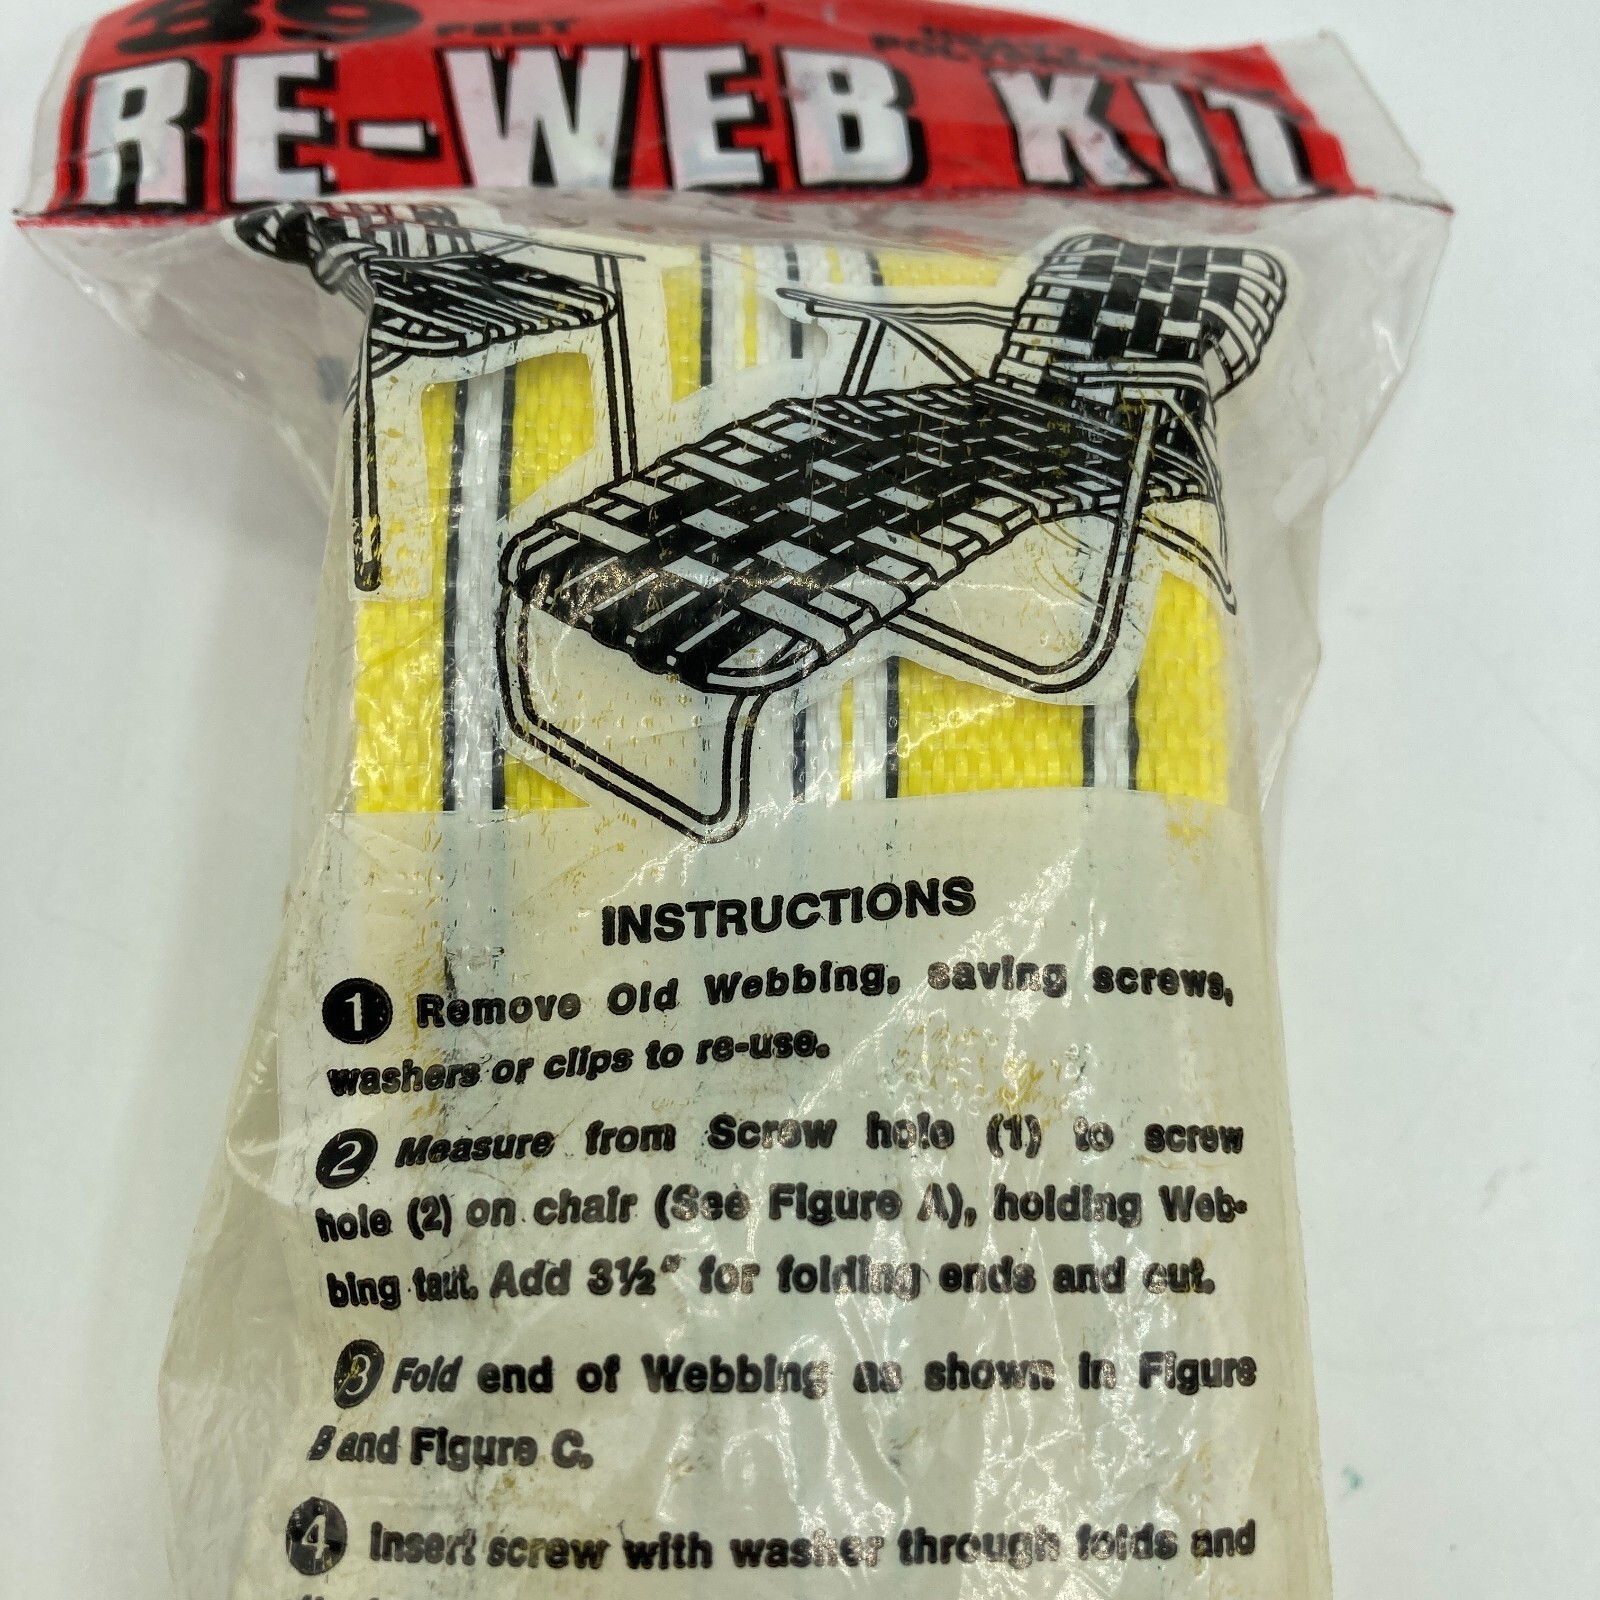 89 FEET
RE-WEB KIT
INSTRUCTIONS
1 Remove Old Webbing, saving screws,
washers or clips to re-use.
2 Measure from Screw hole (1) to screw
hole (2) on chair (See Figure A), holding Web-
bing taut. Add 3½" for folding ends and cut.
3 Fold end of Webbing as shown in Figure
B and Figure C.
4 Insert screw with washer through folds and